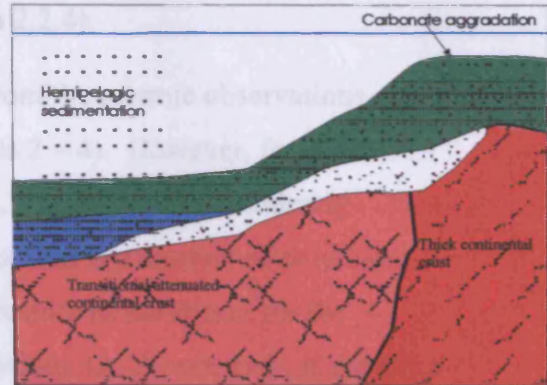 Carbonate aggradation
Hemipelagic
sedimentation
Thick continental
crust
Transitional attenuated
continental crust